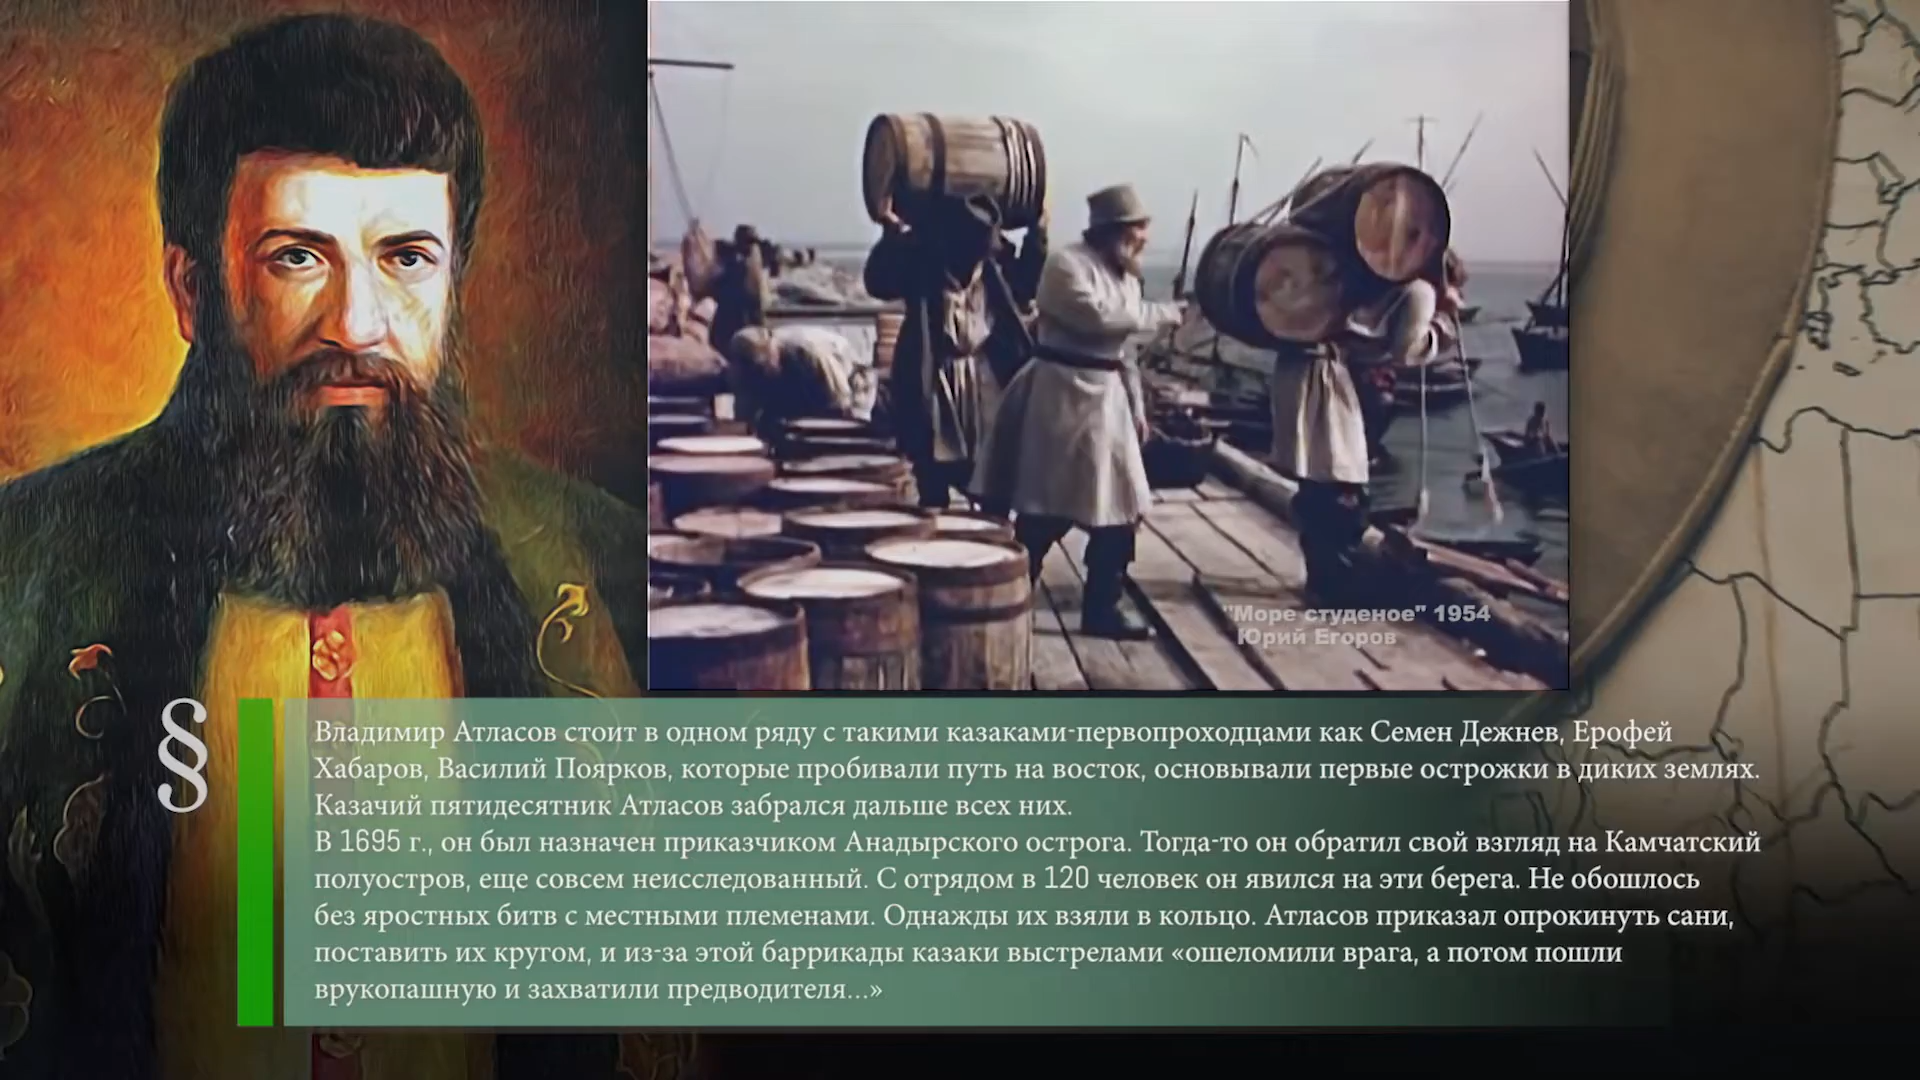 "Море студеное" 1954
Юрий Егоров
§
Владимир Атласов стоит в одном ряду с такими казаками-первопроходцами как Семен Дежнев, Ерофей
Хабаров, Василий Поярков, которые пробивали путь на восток, основывали первые острожки в диких землях.
Казачий пятидесятник Атласов забрался дальше всех них.
В 1695 г., он был назначен приказчиком Анадырского острога. Тогда-то он обратил свой взгляд на Камчатский
полуостров, еще совсем неисследованный. С отрядом в 120 человек он явился на эти берега. Не обошлось
без яростных битв с местными племенами. Однажды их взяли в кольцо. Атласов приказал опрокинуть сани,
поставить их кругом, и из-за этой баррикады казаки выстрелами «ошеломили врага, а потом пошли
врукопашную и захватили предводителя...»